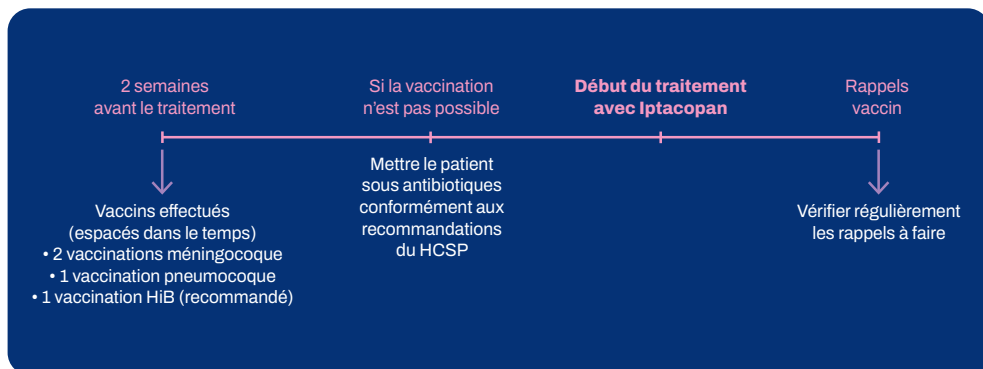 2 semaines
avant le traitement
Si la vaccination
n'est pas possible
Début du traitement
avec Iptacopan
Rappels
vaccin
Vaccins effectués
(espacés dans le temps)
• 2 vaccinations méningocoque
• 1 vaccination pneumocoque
• 1 vaccination HiB (recommandé)
Mettre le patient
sous antibiotiques
conformément aux
recommandations
du HCSP
Vérifier régulièrement
les rappels à faire